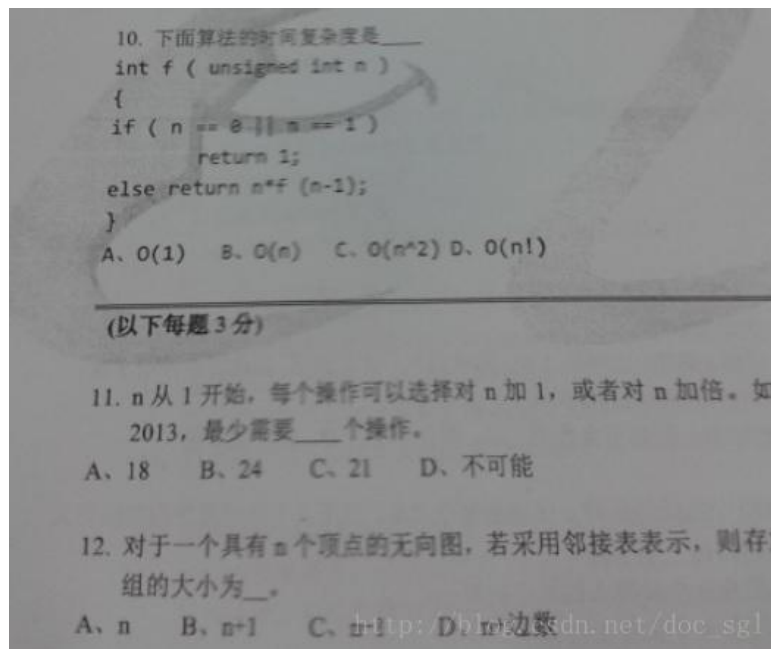 10. 下面算法的时间复杂度是____
int f ( unsigned int n )
{
if ( n == 0 || n == 1 )
return 1;
else return n*f (n-1);
}
A、O(1) B、O(n) C、O(n^2) D、O(n!)
(以下每题 3 分)
11. n 从 1 开始，每个操作可以选择对 n 加 1，或者对 n 加倍。如
2013，最少需要____个操作。
A、18 B、24 C、21 D、不可能
12. 对于一个具有 n 个顶点的无向图，若采用邻接表表示，则存
组的大小为__。
A、n B、n+1 C、n-1 D、n+边数
http://blog.csdn.net/doc_sgl